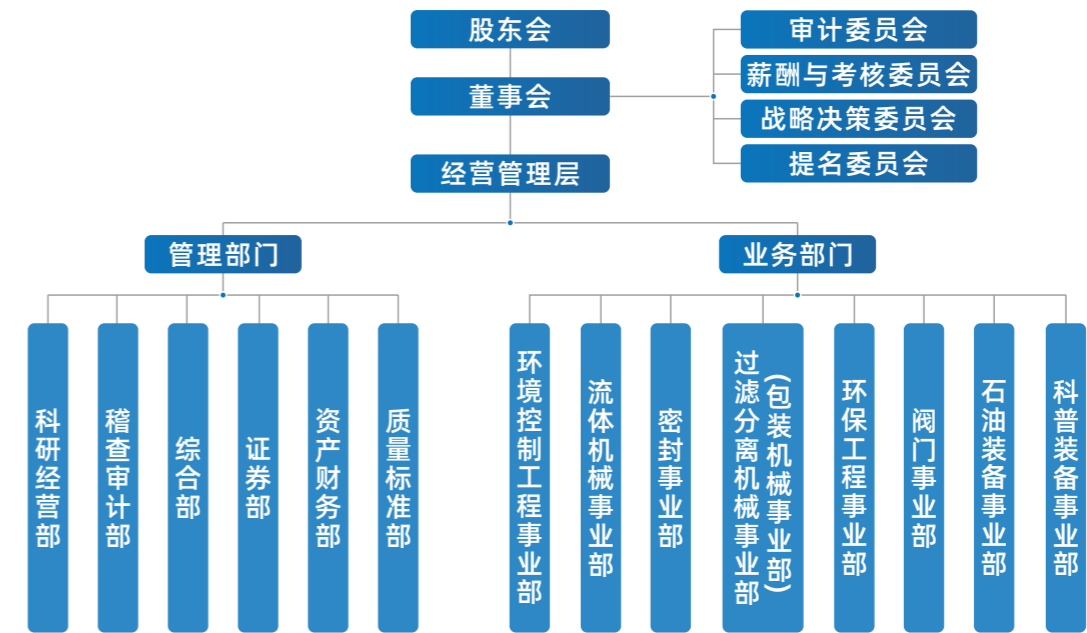 股东会
审计委员会
董事会
薪酬与考核委员会
战略决策委员会
经营管理层
提名委员会
管理部门
业务部门
科研经营部
稽查审计部
综合部
证券部
资产财务部
质量标准部
环境控制工程事业部
流体机械事业部
密封事业部
过滤分离机械事业部
(包装机械事业部)
环保工程事业部
阀门事业部
石油装备事业部
科普装备事业部